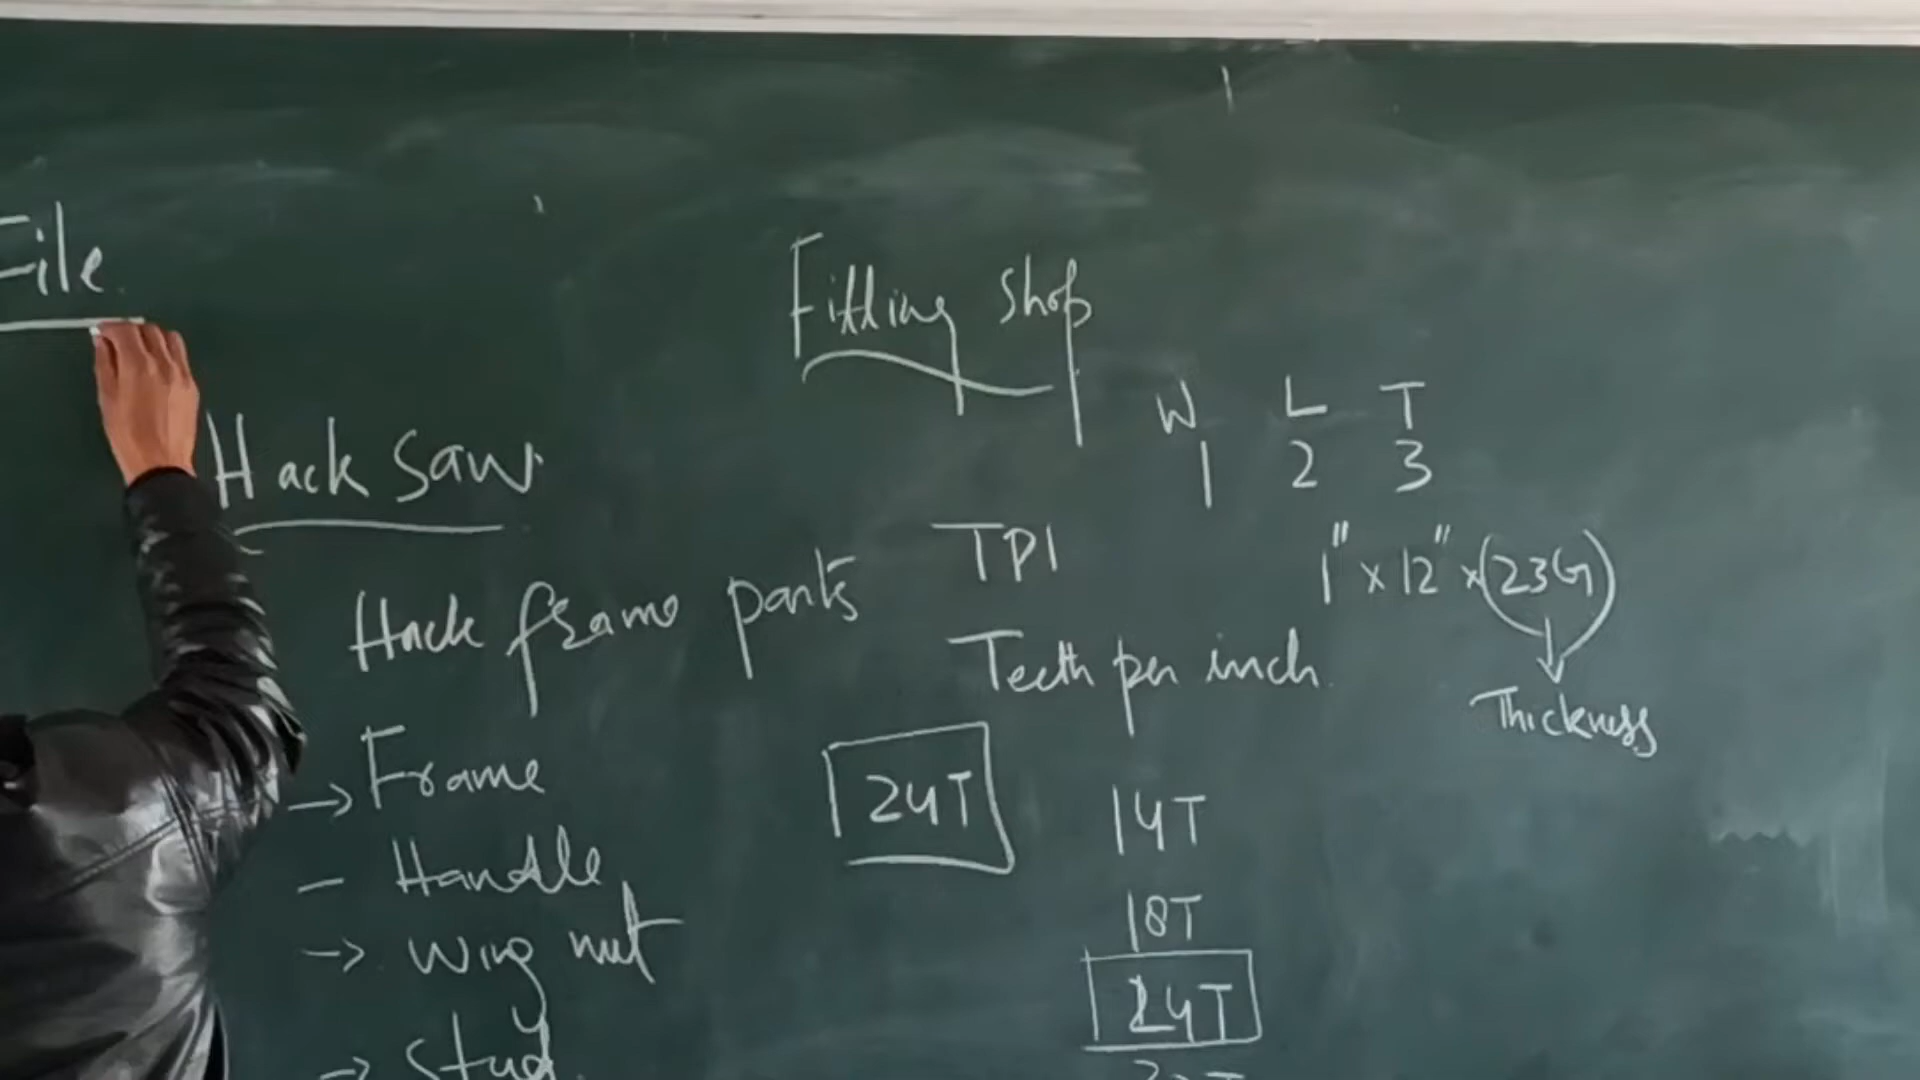 File
Fitting Shop
Hack Saw
W L T
1 2 3
TPI
1" x 12" x (23G)
Hack frame parts
Teeth per inch
Thickness
→ Frame
24T
14T
- Handle
18T
→ wing nut
24T
→ Stud